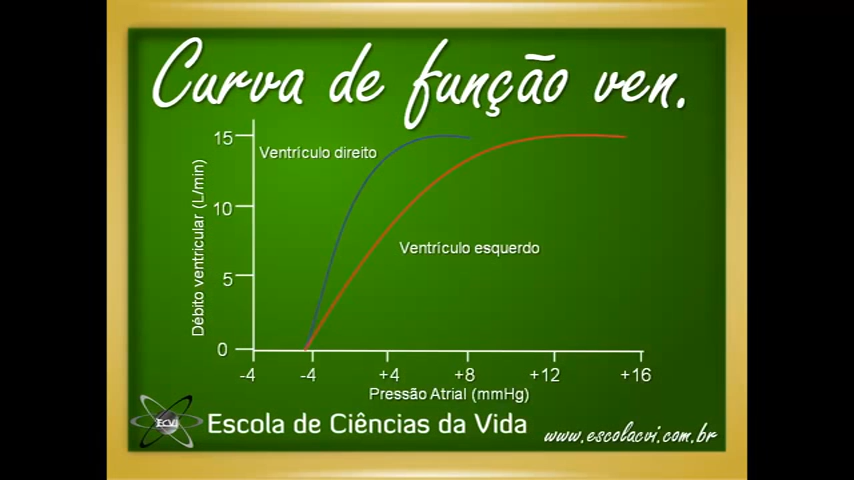 Curva de função ven.
15
Ventrículo direito
10
Ventrículo esquerdo
5
0
Débito ventricular (L/min)
-4 -4 +4 +8 +12 +16
Pressão Atrial (mmHg)
ECVI
Escola de Ciências da Vida
www.escolacvi.com.br